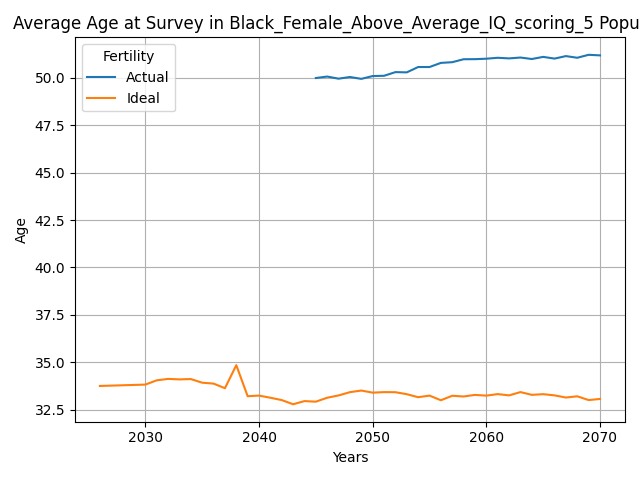 Average Age at Survey in Black_Female_Above_Average_IQ_scoring_5 Popu
Fertility
Actual
Ideal
50.0
47.5
45.0
42.5
40.0
37.5
35.0
32.5
Age
2030 2040 2050 2060 2070
Years